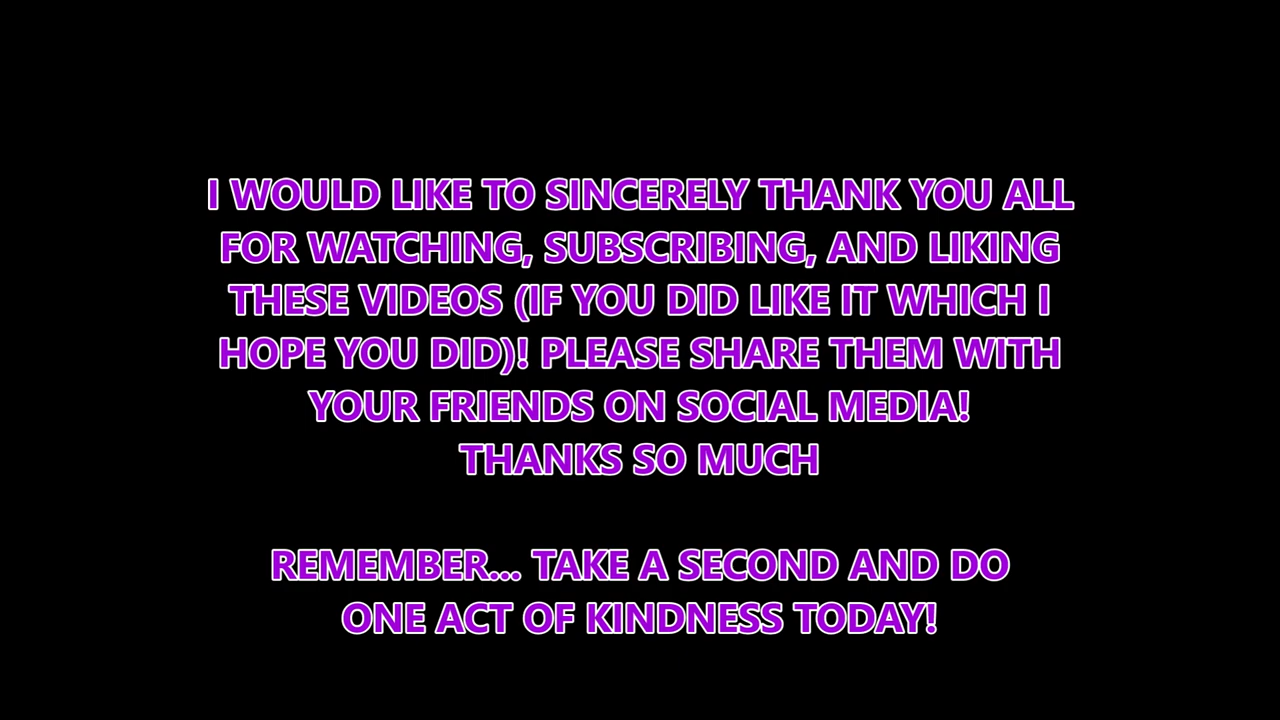 I WOULD LIKE TO SINCERELY THANK YOU ALL
FOR WATCHING, SUBSCRIBING, AND LIKING
THESE VIDEOS (IF YOU DID LIKE IT WHICH I
HOPE YOU DID)! PLEASE SHARE THEM WITH
YOUR FRIENDS ON SOCIAL MEDIA!
THANKS SO MUCH
REMEMBER... TAKE A SECOND AND DO
ONE ACT OF KINDNESS TODAY!